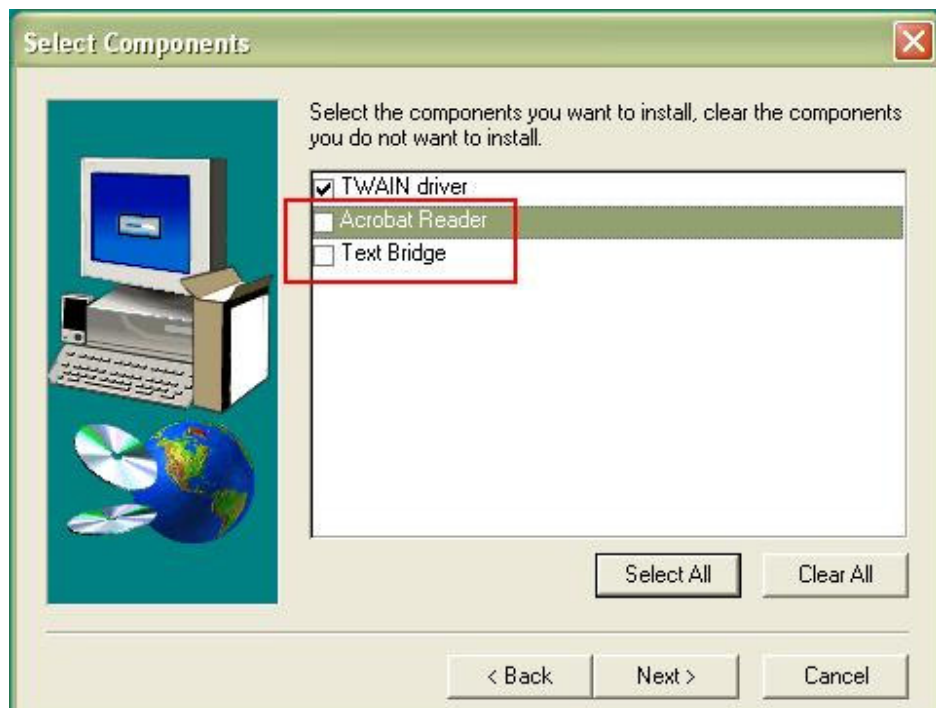 Select Components
Select the components you want to install, clear the components
you do not want to install.
TWAIN driver
Acrobat Reader
Text Bridge
Select All
Clear All
< Back
Next >
Cancel